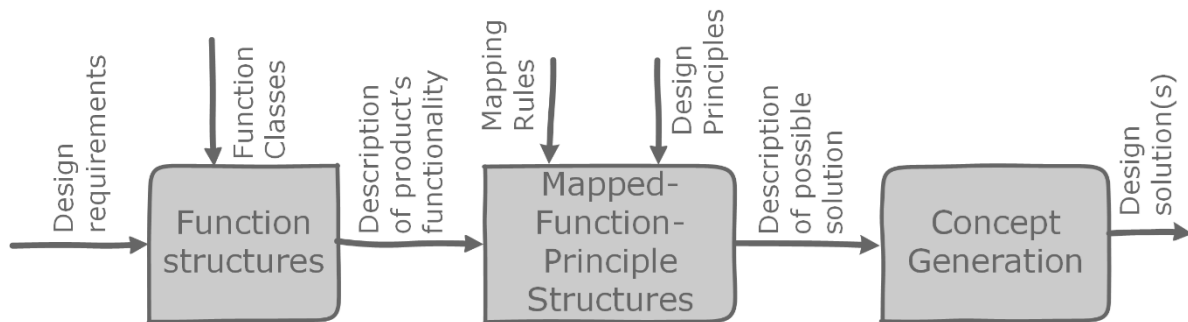 Design
requirements
Function
Classes
Function
structures
Description
of product's
functionality
Mapping
Rules
Design
Principles
Mapped-
Function-
Principle
Structures
Description
of possible
solution
Concept
Generation
Design
solution(s)